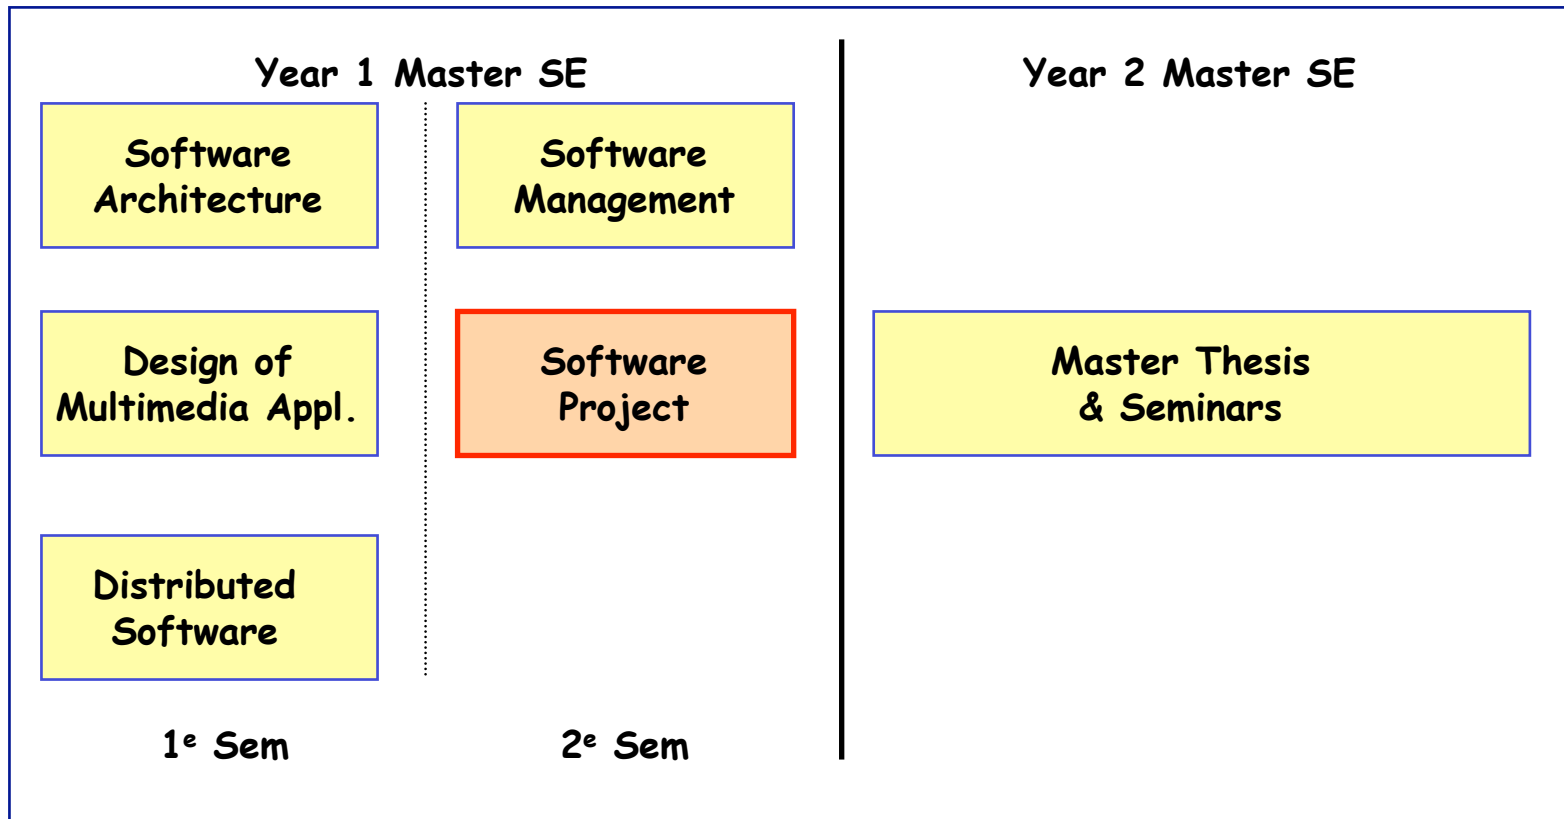 Year 1 Master SE
Year 2 Master SE
Software
Architecture
Software
Management
Design of
Multimedia Appl.
Software
Project
Master Thesis
& Seminars
Distributed
Software
1e Sem
2e Sem